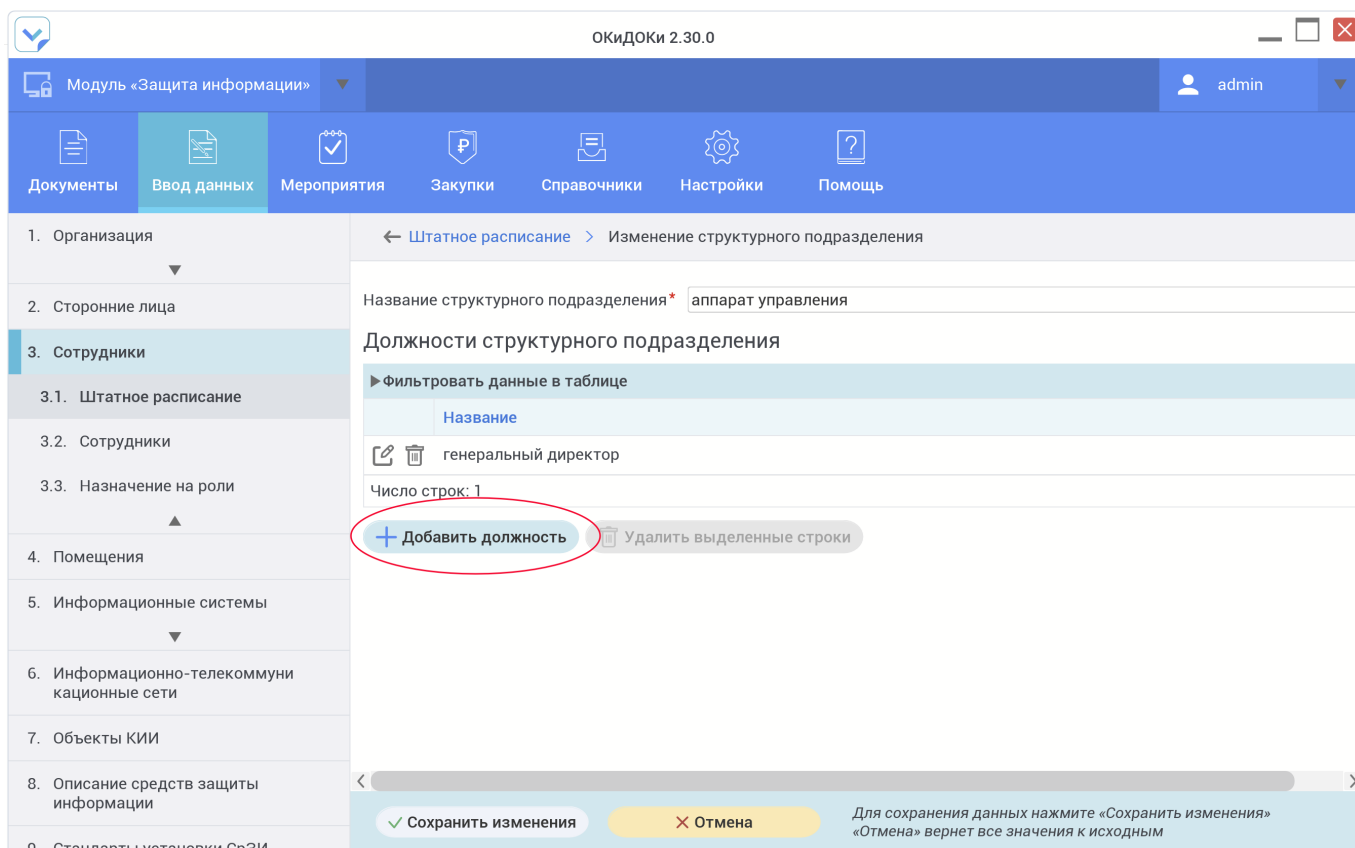 ОКиДОКи 2.30.0
Модуль «Защита информации»
admin
Документы
Ввод данных
Мероприятия
Закупки
Справочники
Настройки
Помощь
1. Организация
2. Сторонние лица
3. Сотрудники
3.1. Штатное расписание
3.2. Сотрудники
3.3. Назначение на роли
4. Помещения
5. Информационные системы
6. Информационно-телекоммуни
кационные сети
7. Объекты КИИ
8. Описание средств защиты
информации
9. Стандарты установки СрЗИ
← Штатное расписание > Изменение структурного подразделения
Название структурного подразделения* аппарат управления
Должности структурного подразделения
Фильтровать данные в таблице
Название
генеральный директор
Число строк: 1
Добавить должность
Удалить выделенные строки
Сохранить изменения
Отмена
Для сохранения данных нажмите «Сохранить изменения»
«Отмена» вернет все значения к исходным